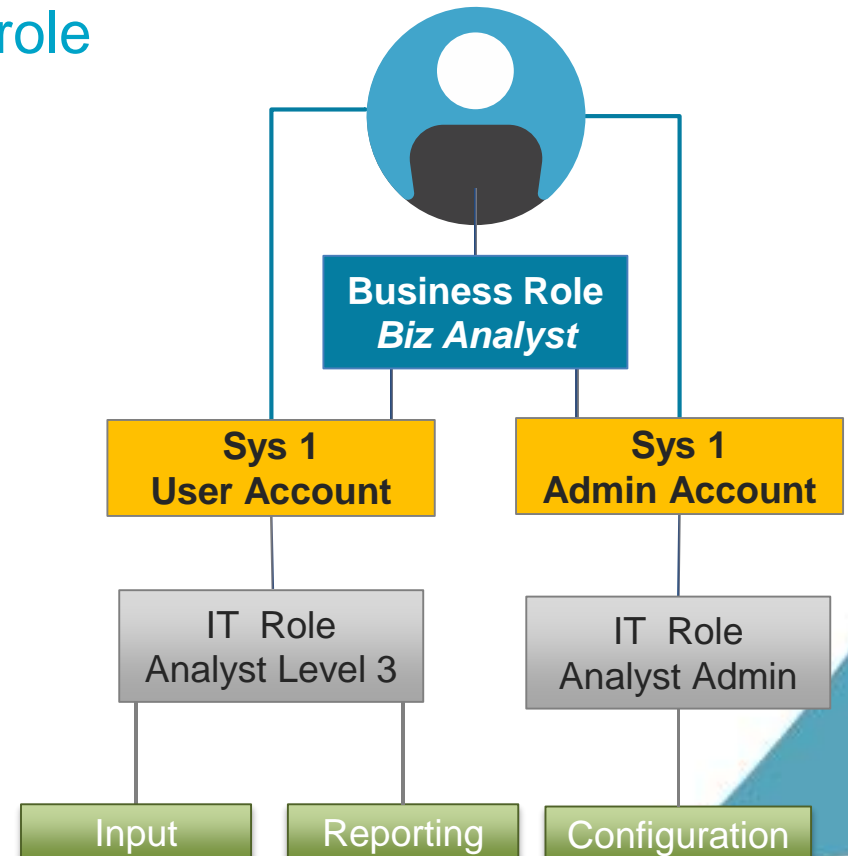 role
Business Role
Biz Analyst
Sys 1
User Account
Sys 1
Admin Account
IT Role
Analyst Level 3
IT Role
Analyst Admin
Input
Reporting
Configuration